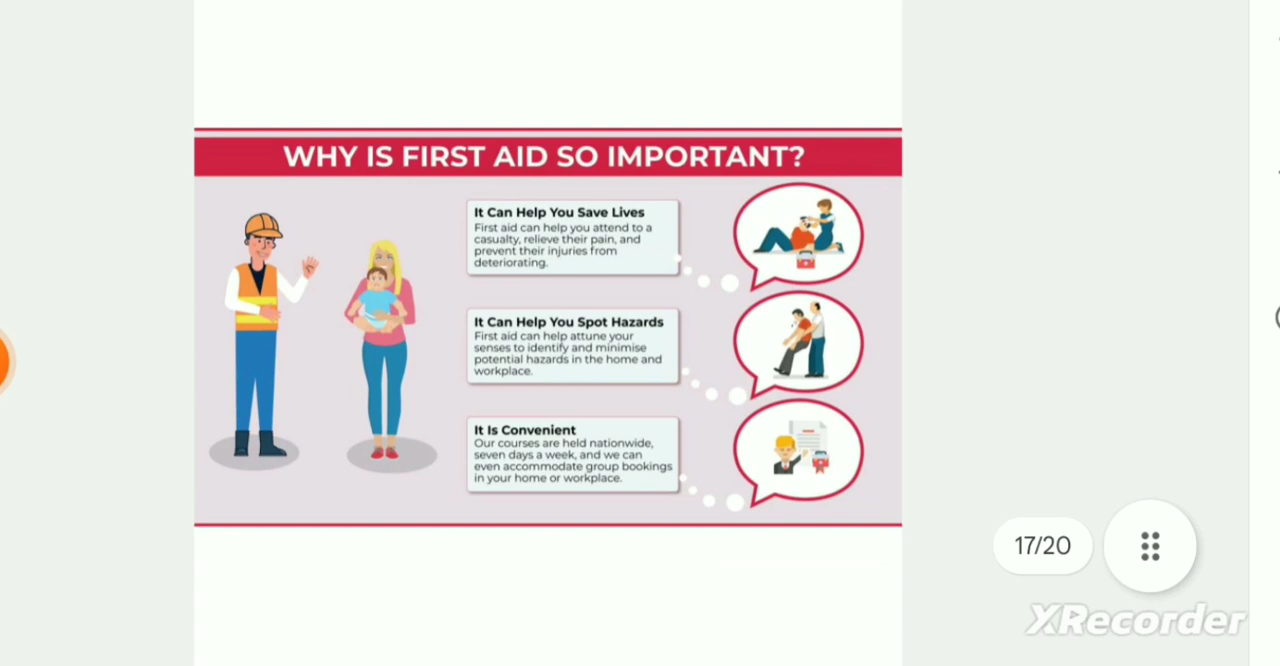 WHY IS FIRST AID SO IMPORTANT?
It Can Help You Save Lives
First aid can help you attend to a
casualty, relieve their pain, and
prevent their injuries from
deteriorating.
It Can Help You Spot Hazards
First aid can help attune your
senses to identify and minimise
potential hazards in the home and
workplace.
It Is Convenient
Our courses are held nationwide,
seven days a week, and we can
even accommodate group bookings
in your home or workplace.
17/20
XRecorder